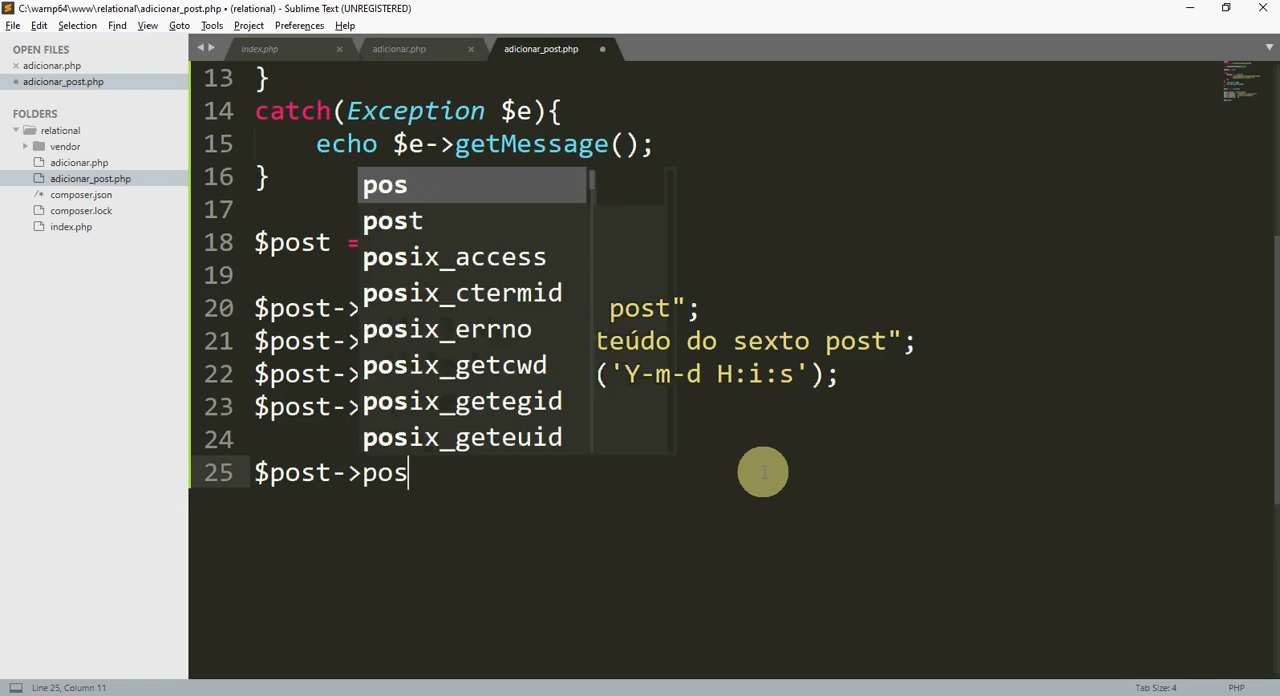 C:\wamp64\www\relational\adicionar_post.php • (relational) - Sublime Text (UNREGISTERED)
File Edit Selection Find View Goto Tools Project Preferences Help
OPEN FILES
adicionar.php
adicionar_post.php
FOLDERS
relational
vendor
adicionar.php
adicionar_post.php
/* composer.json
composer.lock
index.php
index.php adicionar.php adicionar_post.php
13 }
14 catch(Exception $e){
15 echo $e->getMessage();
16 }
17
18 $post =
19
20 $post-> post";
21 $post-> teúdo do sexto post";
22 $post-> ('Y-m-d H:i:s');
23 $post->
24
25 $post->pos
pos
post
posix_access
posix_ctermid
posix_errno
posix_getcwd
posix_getegid
posix_geteuid
Line 25, Column 11
Tab Size: 4
PHP